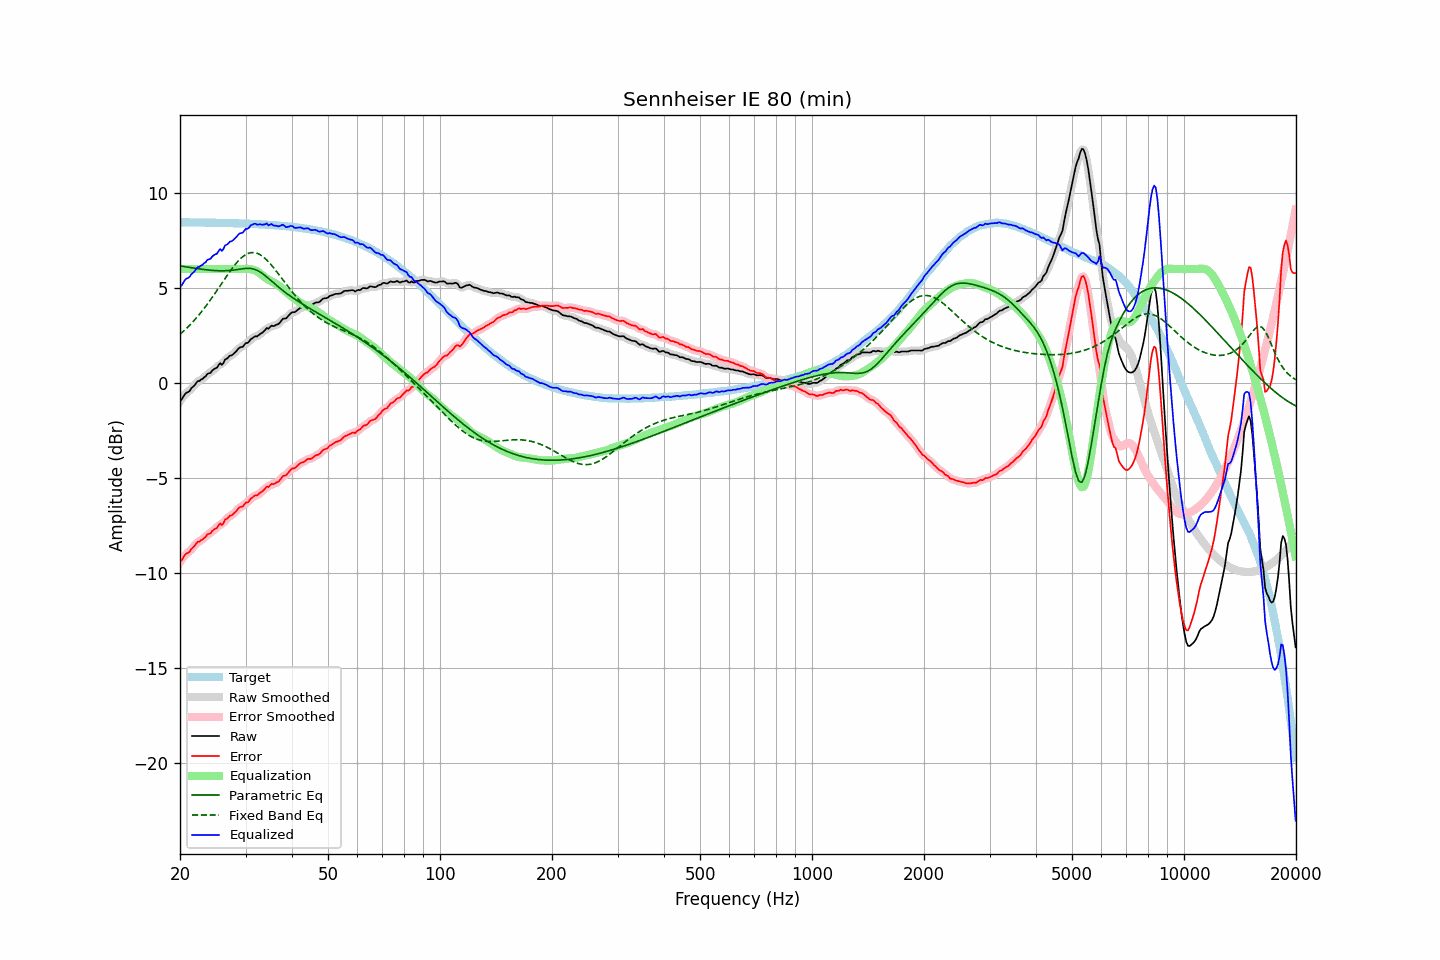 Sennheiser IE 80 (min)
Amplitude (dBr)
10
5
0
−5
−10
−15
−20
Target
Raw Smoothed
Error Smoothed
Raw
Error
Equalization
Parametric Eq
Fixed Band Eq
Equalized
20 50 100 200 500 1000 2000 5000 10000 20000
Frequency (Hz)